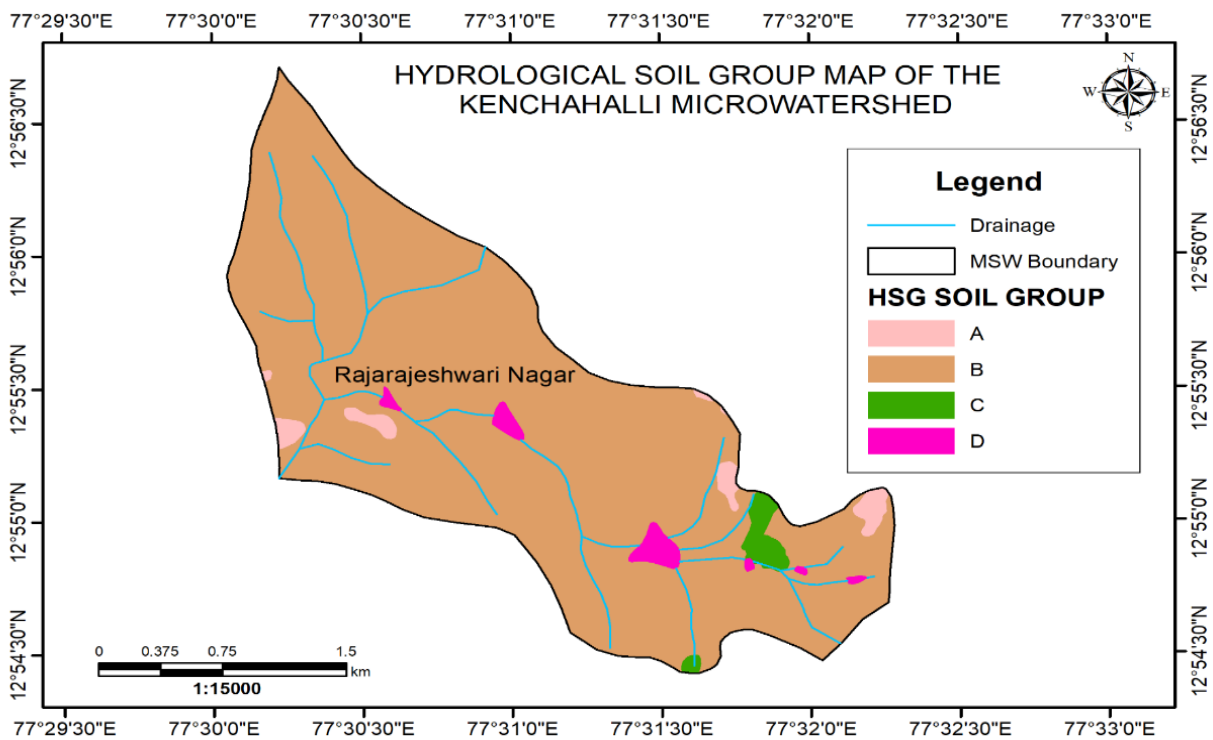 77°29'30"E 77°30'0"E 77°30'30"E 77°31'0"E 77°31'30"E 77°32'0"E 77°32'30"E 77°33'0"E
HYDROLOGICAL SOIL GROUP MAP OF THE
KENCHAHALLI MICROWATERSHED
N
W E
S
12°56'30"N 12°56'30"N
Legend
Drainage
MSW Boundary
HSG SOIL GROUP
A
B
C
D
12°56'0"N 12°56'0"N
Rajarajeshwari Nagar
12°55'30"N 12°55'30"N
12°55'0"N 12°55'0"N
12°54'30"N 12°54'30"N
0 0.375 0.75 1.5
km
1:15000
77°29'30"E 77°30'0"E 77°30'30"E 77°31'0"E 77°31'30"E 77°32'0"E 77°32'30"E 77°33'0"E